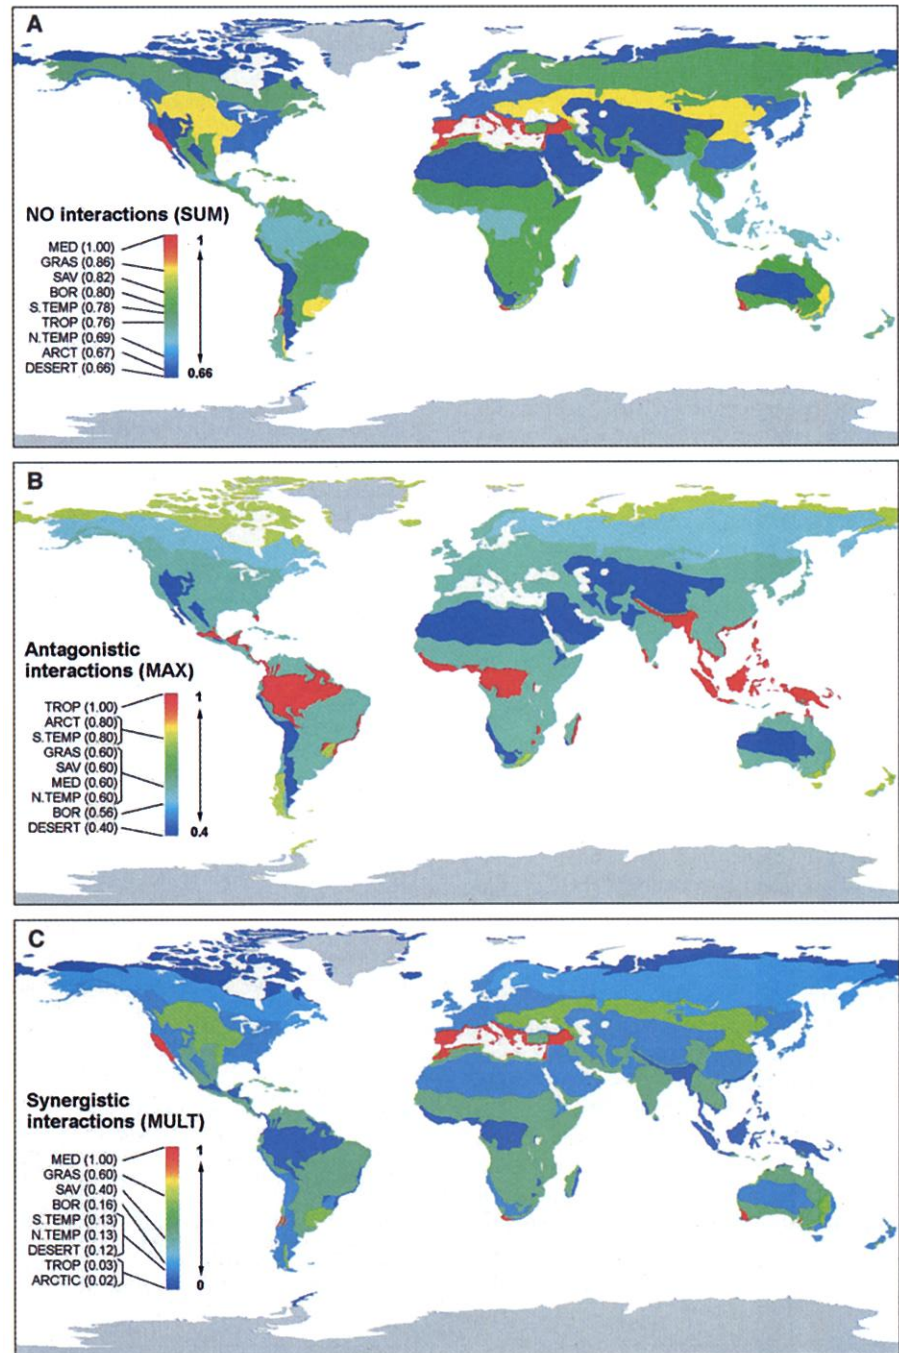 A
NO interactions (SUM)
MED (1.00)
GRAS (0.86)
SAV (0.82)
BOR (0.80)
S.TEMP (0.78)
TROP (0.76)
N.TEMP (0.69)
ARCT (0.67)
DESERT (0.66)
1
0.66
B
Antagonistic
interactions (MAX)
TROP (1.00)
ARCT (0.80)
S.TEMP (0.80)
GRAS (0.60)
SAV (0.60)
MED (0.60)
N.TEMP (0.60)
BOR (0.56)
DESERT (0.40)
1
0.4
C
Synergistic
interactions (MULT)
MED (1.00)
GRAS (0.60)
SAV (0.40)
BOR (0.16)
S.TEMP (0.13)
N.TEMP (0.13)
DESERT (0.12)
TROP (0.03)
ARCTIC (0.02)
1
0